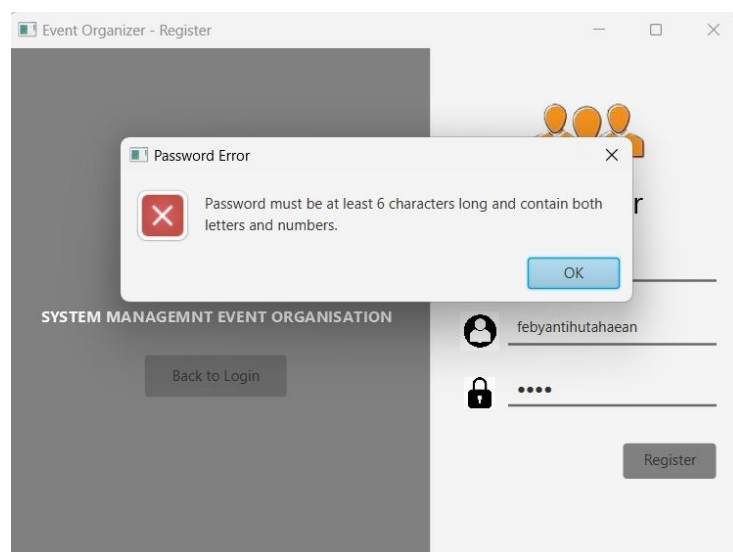 Event Organizer - Register
Password Error
Password must be at least 6 characters long and contain both
letters and numbers.
OK
r
SYSTEM MANAGEMNT EVENT ORGANISATION
Back to Login
febyantihutahaean
••••
Register